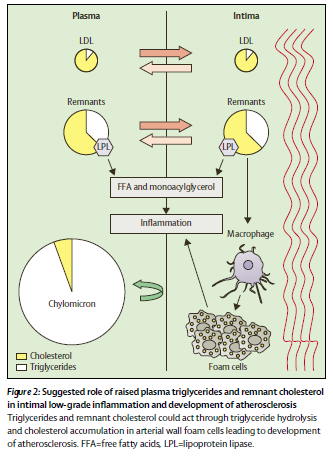 Plasma
Intima
LDL
LDL
Remnants
Remnants
LPL
LPL
FFA and monoacylglycerol
Inflammation
Macrophage
Chylomicron
Cholesterol
Triglycerides
Foam cells
Figure 2: Suggested role of raised plasma triglycerides and remnant cholesterol
in intimal low-grade inflammation and development of atherosclerosis
Triglycerides and remnant cholesterol could act through triglyceride hydrolysis
and cholesterol accumulation in arterial wall foam cells leading to development
of atherosclerosis. FFA=free fatty acids, LPL=lipoprotein lipase.